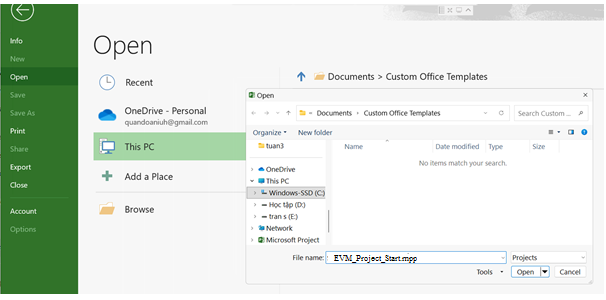 Info
New
Open
Save
Save As
Print
Share
Export
Close
Account
Options
Open
Recent
OneDrive - Personal
quandoaniuh@gmail.com
This PC
Add a Place
Browse
Documents > Custom Office Templates
Open
Documents > Custom Office Templates
Search Custom ...
Organize
New folder
tuan3
OneDrive
This PC
Windows-SSD (C:)
Học tập (D:)
tran s (E:)
Network
Microsoft Project
Name Date modified Type Size
No items match your search.
File name: EVM_Project_Start.mpp Projects
Tools Open Cancel